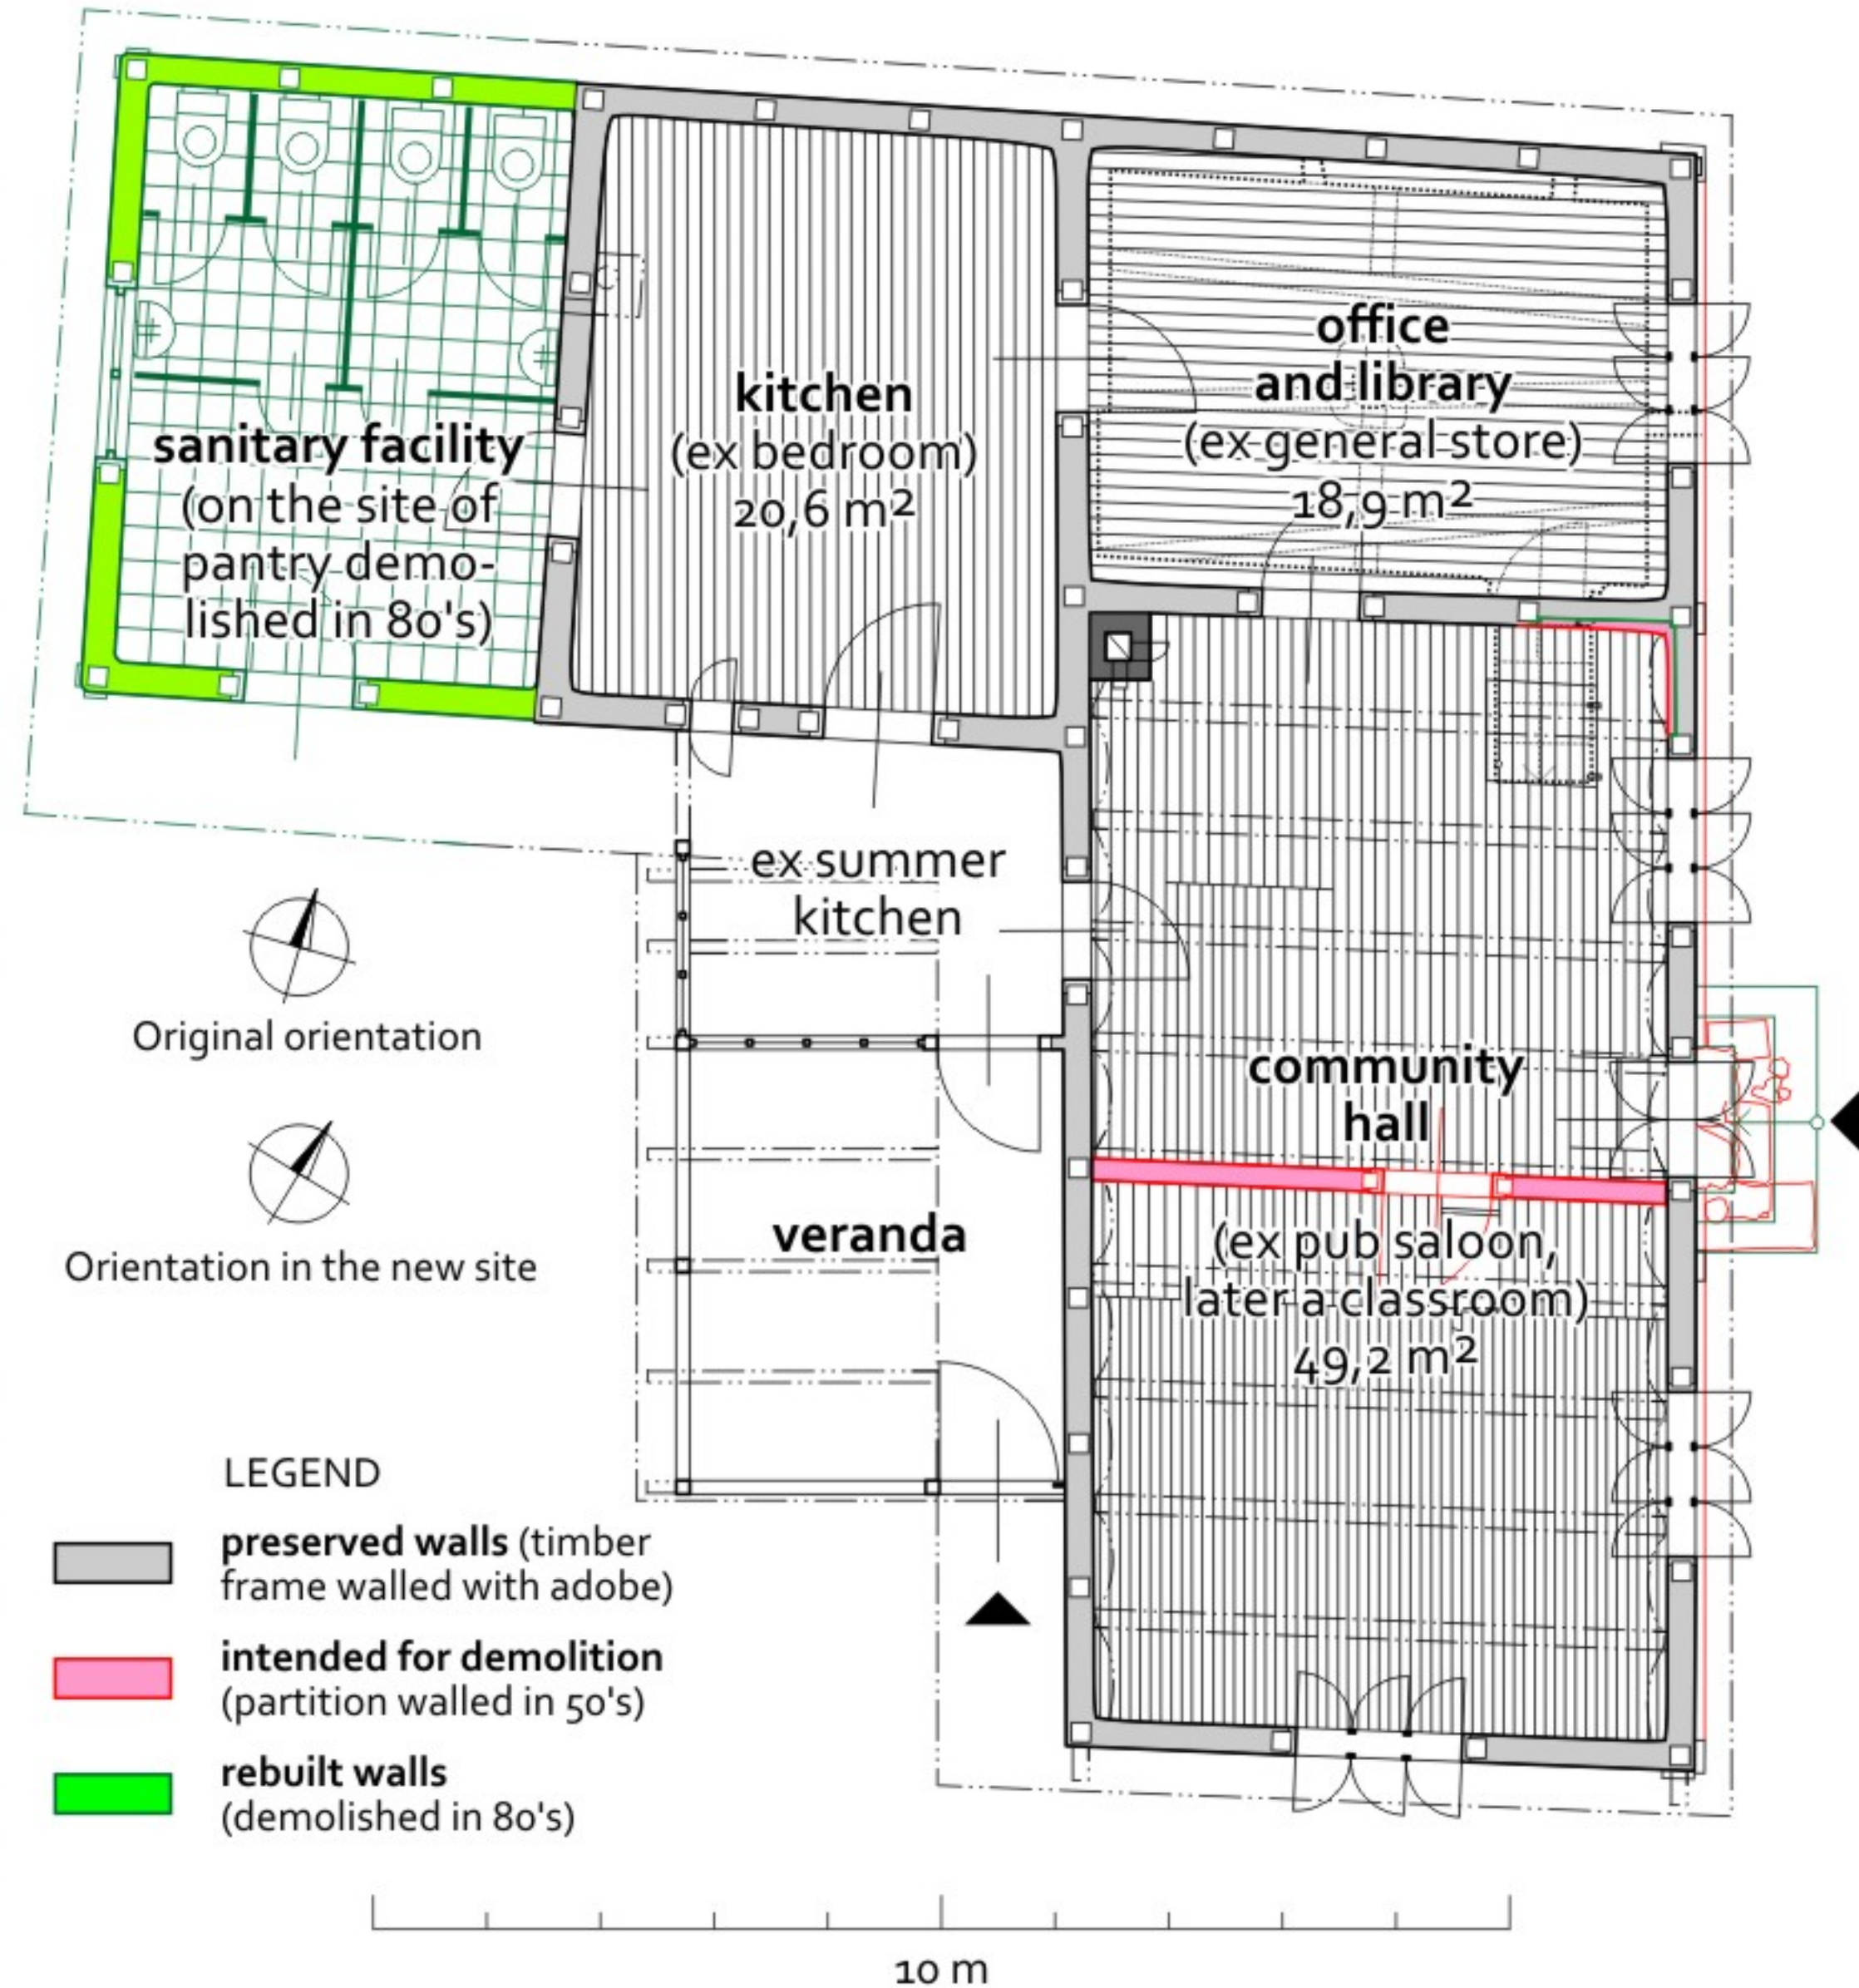 sanitary facility
(on the site of
pantry demo-
lished in 80's)
kitchen
(ex bedroom)
20,6 m²
office
and library
(ex general store)
18,9 m²
ex summer
kitchen
community
hall
(ex pub saloon,
later a classroom)
49,2 m²
veranda
Original orientation
Orientation in the new site
LEGEND
preserved walls (timber
frame walled with adobe)
intended for demolition
(partition walled in 50's)
rebuilt walls
(demolished in 80's)
10 m